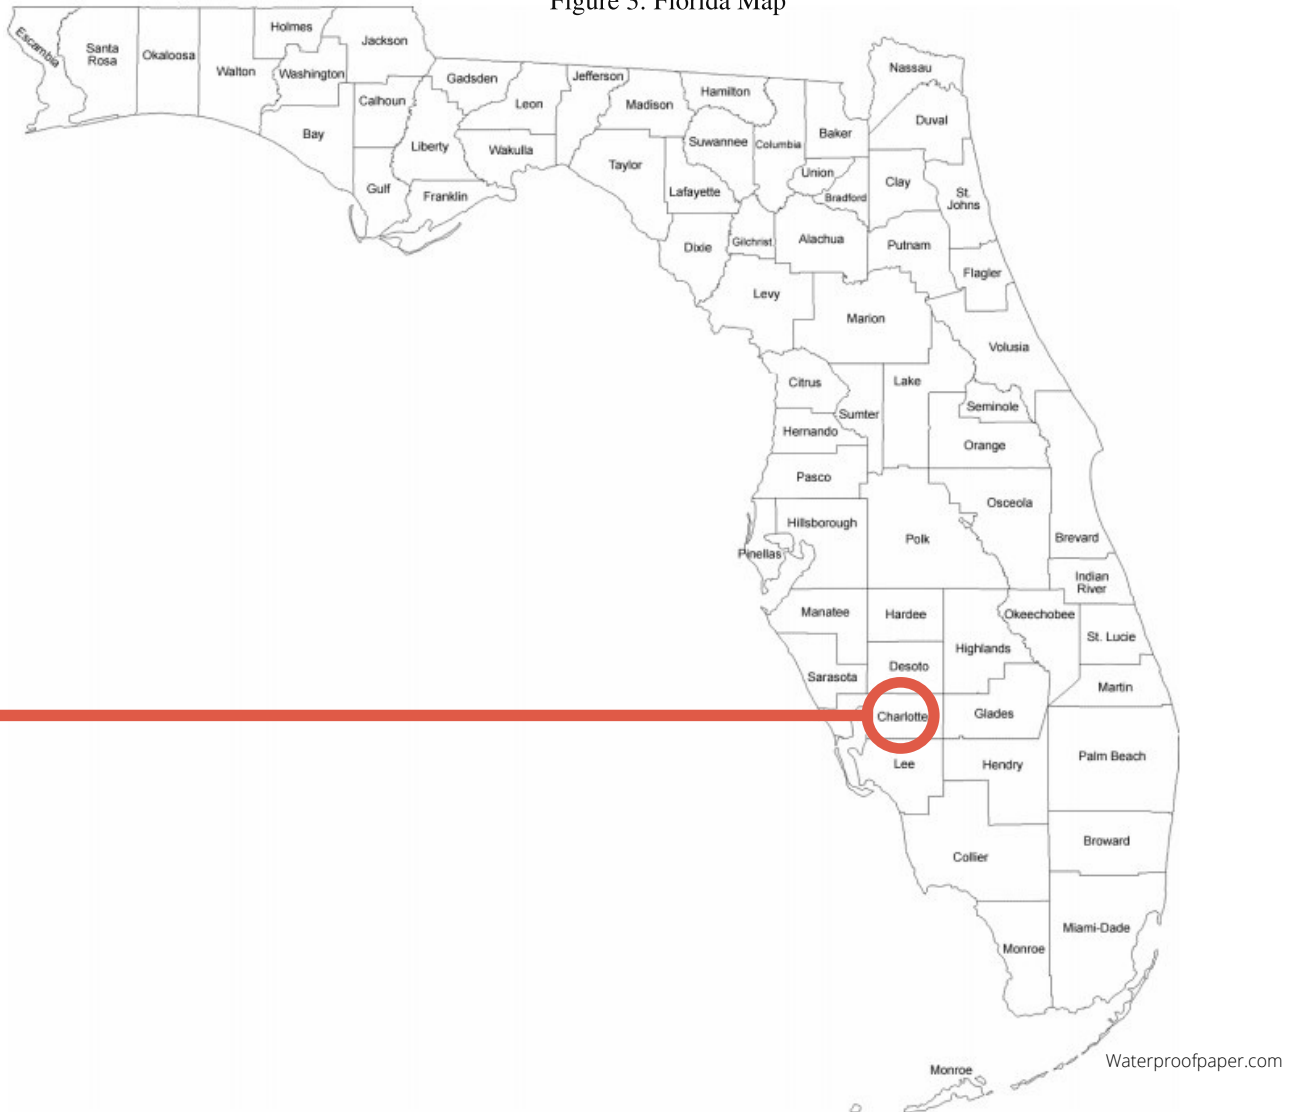 Figure 3. Florida Map
Escambia
Santa
Rosa
Okaloosa
Walton
Holmes
Washington
Jackson
Bay
Calhoun
Gulf
Liberty
Gadsden
Franklin
Leon
Wakulla
Jefferson
Madison
Taylor
Hamilton
Suwannee
Lafayette
Dixie
Columbia
Gilchrist
Baker
Union
Bradford
Alachua
Nassau
Duval
Clay
St.
Johns
Putnam
Flagler
Levy
Marion
Volusia
Citrus
Sumter
Lake
Hernando
Seminole
Orange
Pasco
Osceola
Hillsborough
Pinellas
Polk
Brevard
Indian
River
Manatee
Hardee
Okeechobee
St. Lucie
Highlands
Sarasota
Desoto
Martin
Charlotte
Glades
Lee
Hendry
Palm Beach
Collier
Broward
Miami-Dade
Monroe
Monroe
Waterproofpaper.com